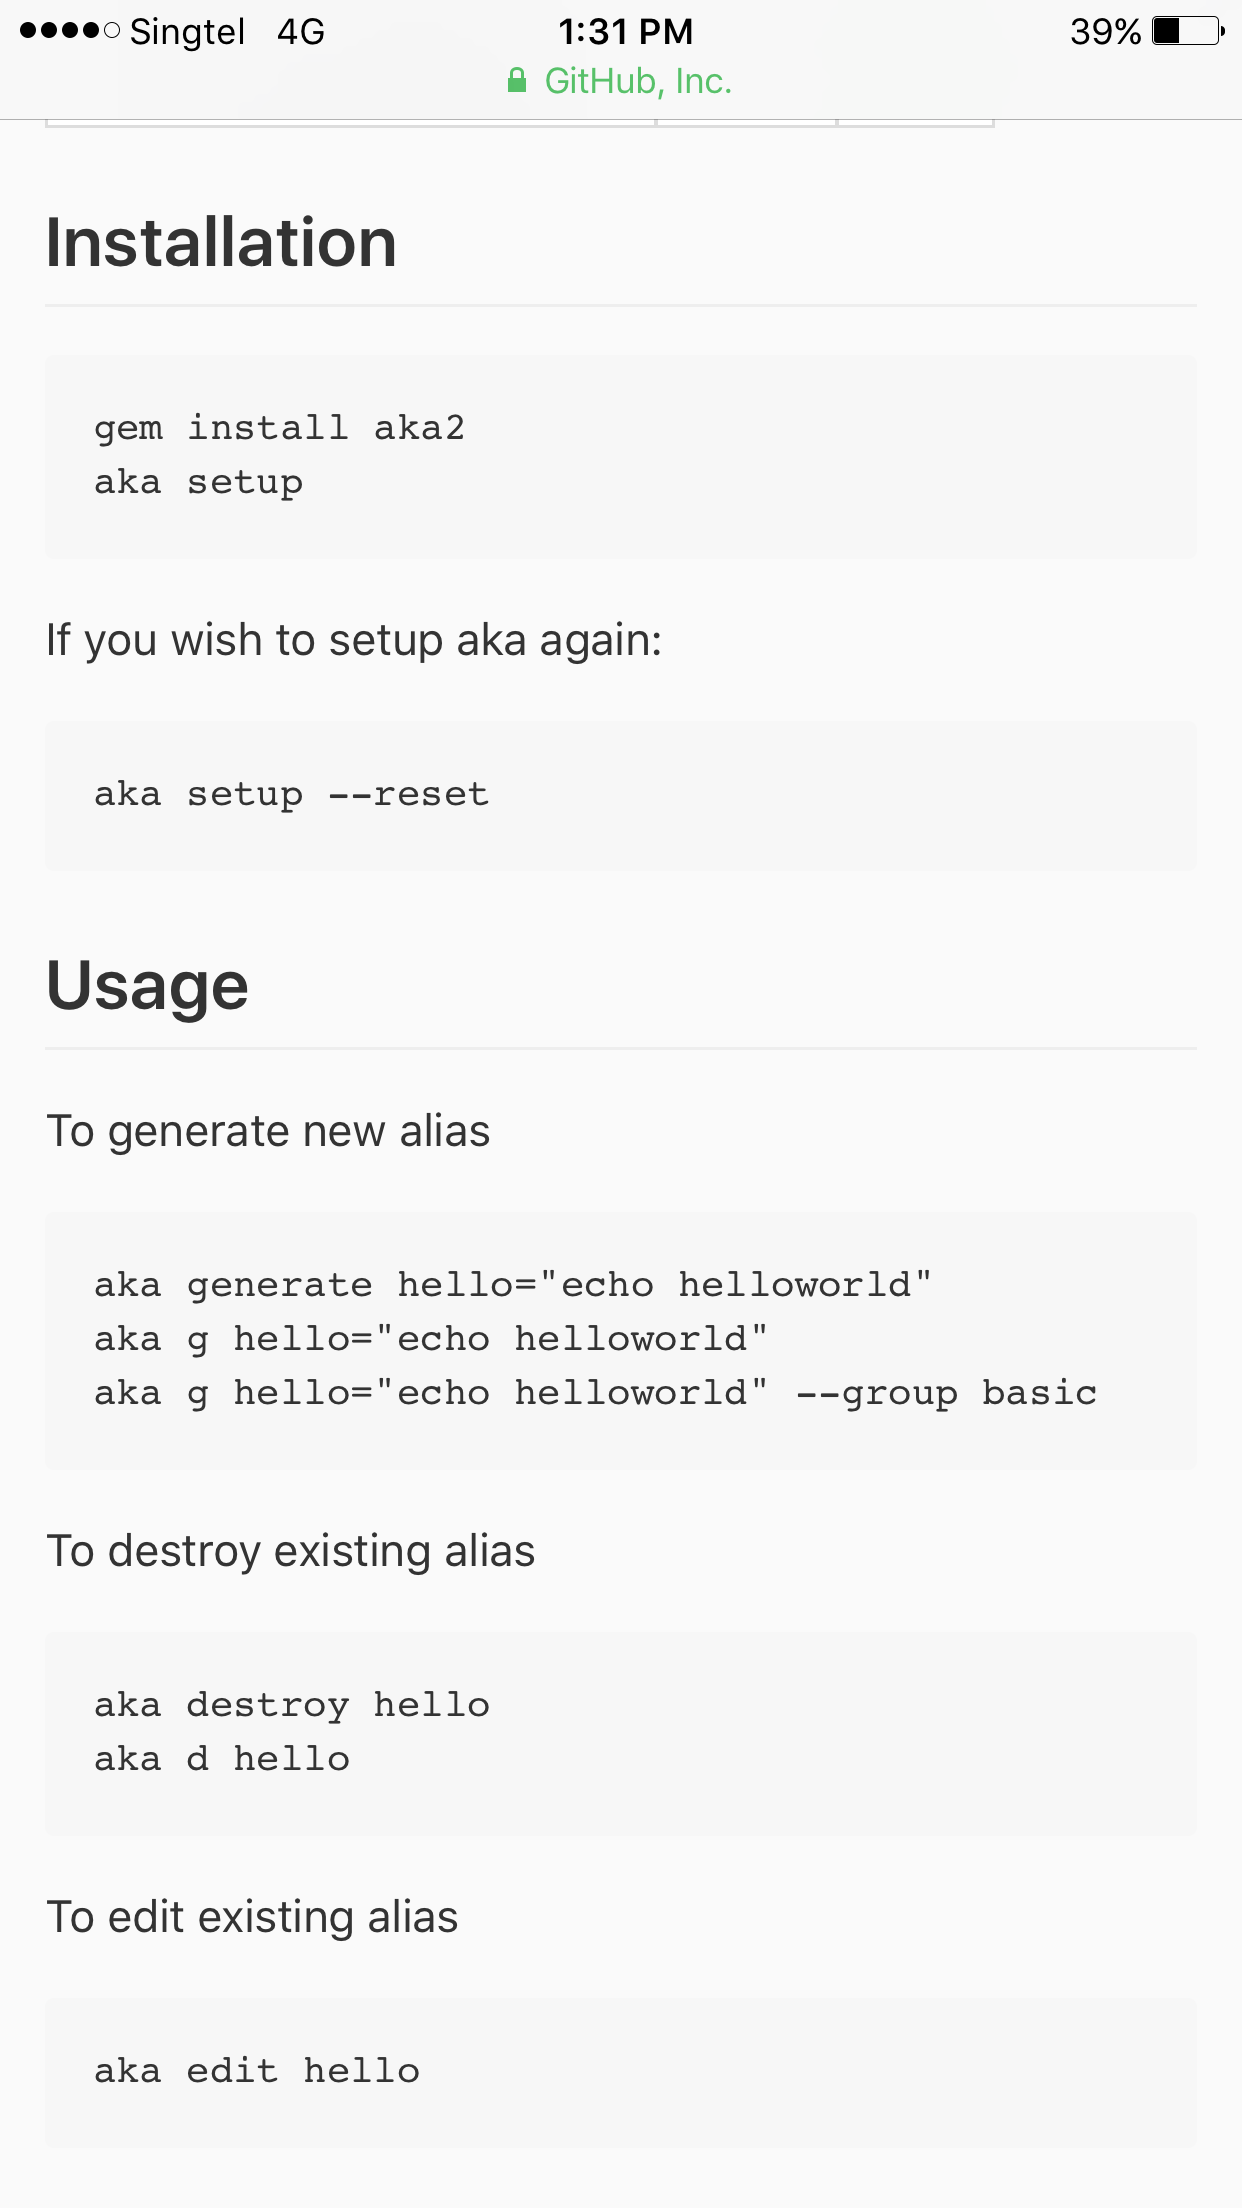 Singtel 4G 1:31 PM 39%
GitHub, Inc.
Installation
gem install aka2
aka setup
If you wish to setup aka again:
aka setup --reset
Usage
To generate new alias
aka generate hello="echo helloworld"
aka g hello="echo helloworld"
aka g hello="echo helloworld" --group basic
To destroy existing alias
aka destroy hello
aka d hello
To edit existing alias
aka edit hello